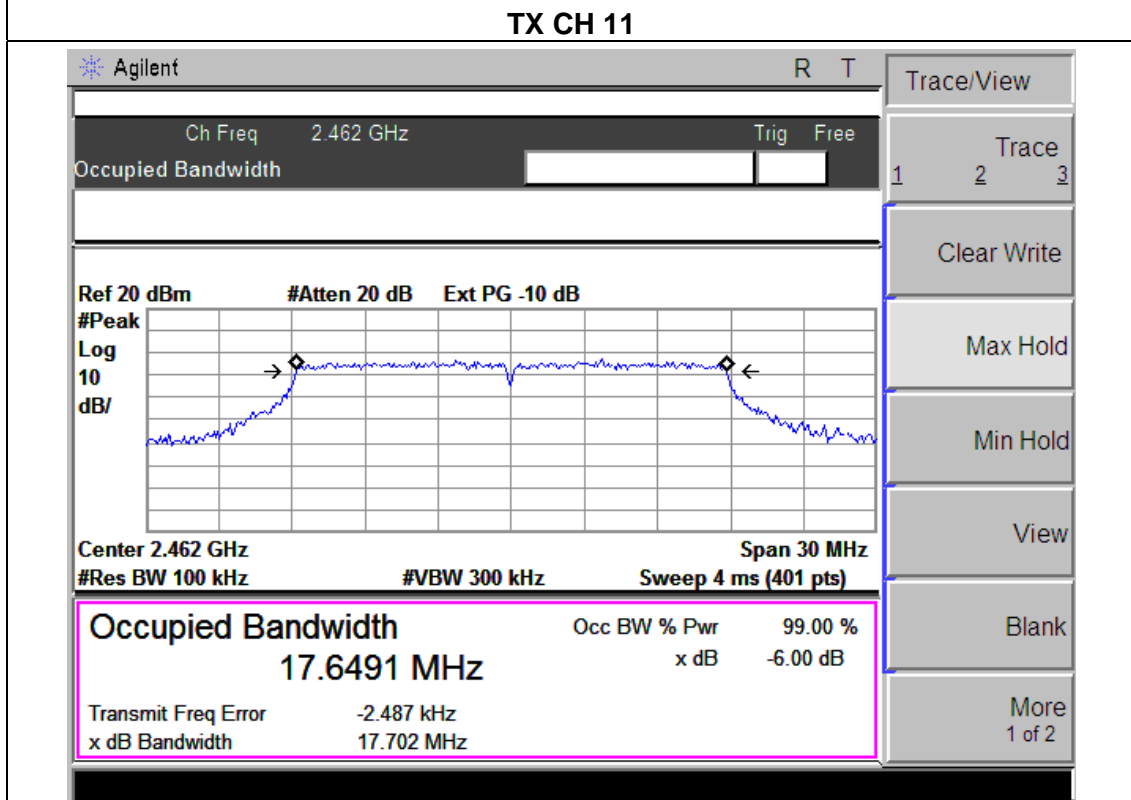 TX CH 11
Agilent R T
Ch Freq 2.462 GHz Trig Free
Occupied Bandwidth
Ref 20 dBm #Atten 20 dB Ext PG -10 dB
#Peak
Log
10
dB/
Center 2.462 GHz Span 30 MHz
#Res BW 100 kHz #VBW 300 kHz Sweep 4 ms (401 pts)
Occupied Bandwidth Occ BW % Pwr 99.00 %
17.6491 MHz x dB -6.00 dB
Transmit Freq Error -2.487 kHz
x dB Bandwidth 17.702 MHz
Trace/View
Trace
1 2 3
Clear Write
Max Hold
Min Hold
View
Blank
More
1 of 2